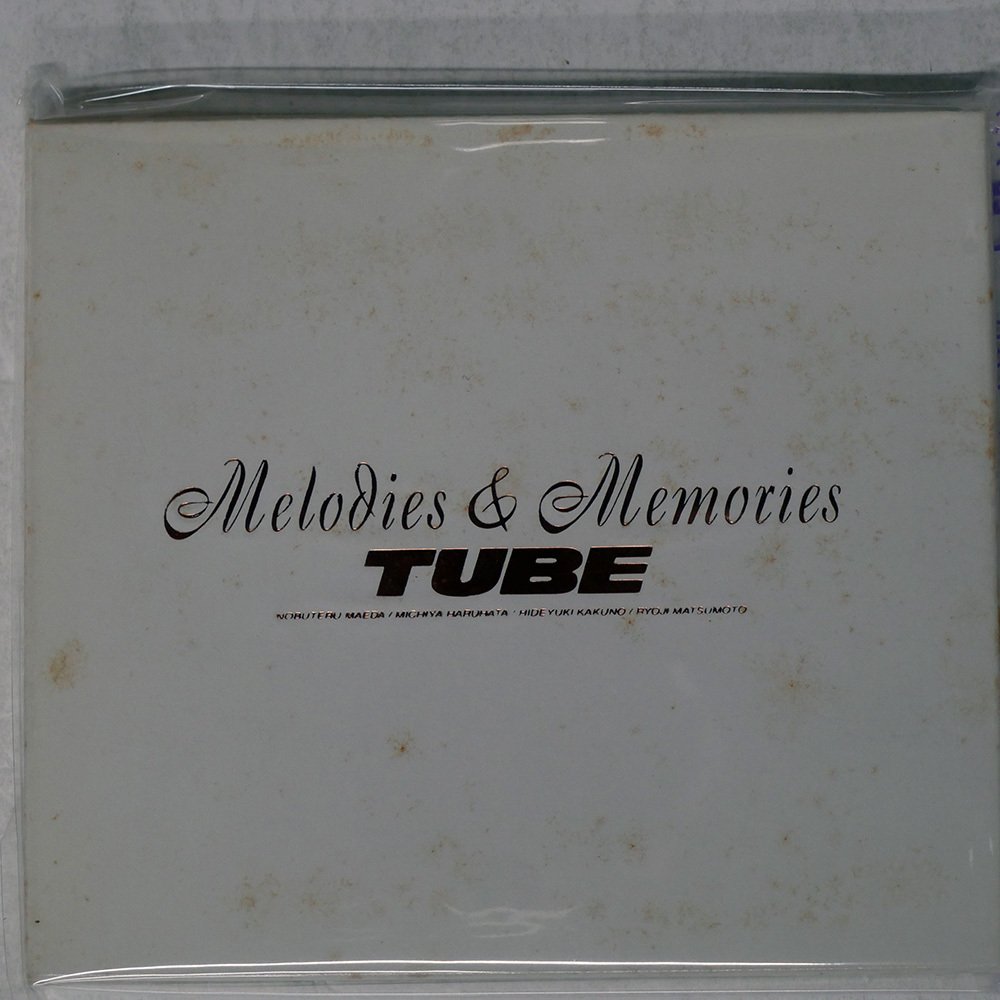 Melodies & Memories
TUBE
NOBUTERU MAEDA / MICHIYA HARUHATA / HIDEYUKI KAKUNO / RYOJI MATSUMOTO